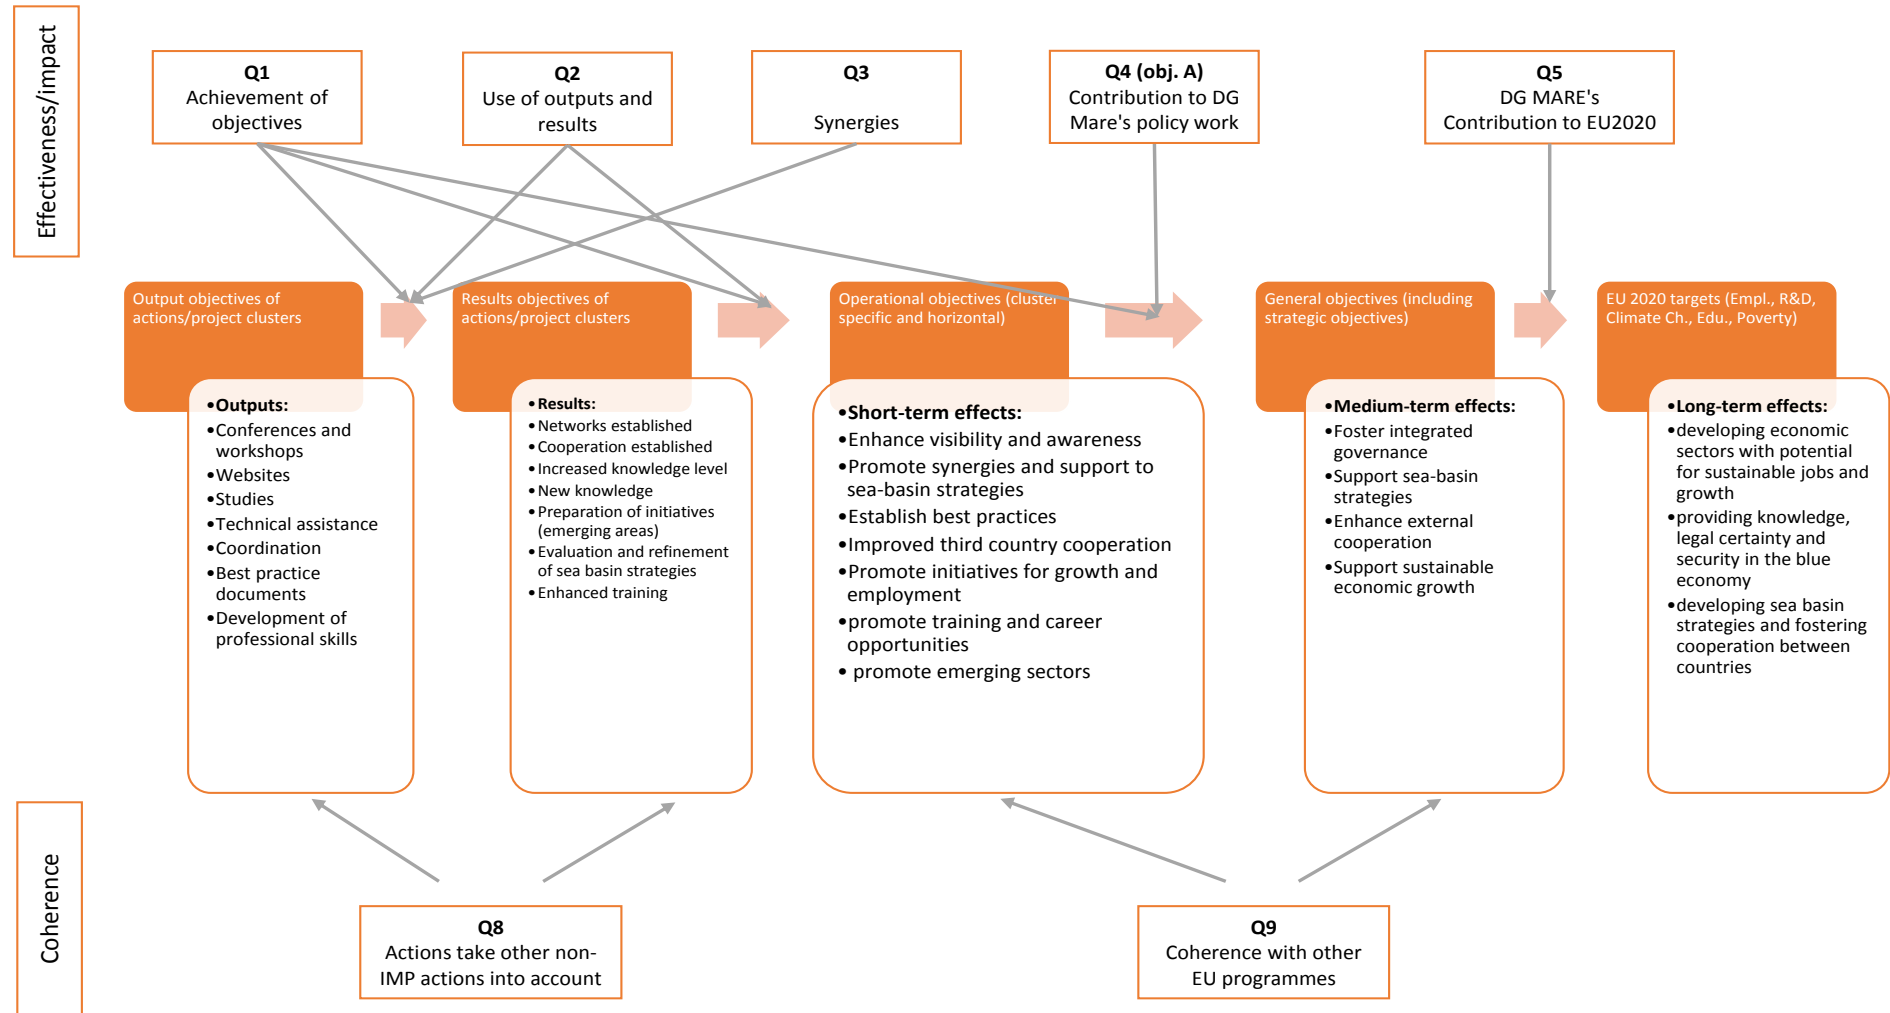 Effectiveness/impact
Q1
Achievement of
objectives
Q2
Use of outputs and
results
Q3
Synergies
Q4 (obj. A)
Contribution to DG
Mare's policy work
Q5
DG MARE's
Contribution to EU2020
Output objectives of
actions/project clusters
Results objectives of
actions/project clusters
Operational objectives (cluster
specific and horizontal)
General objectives (including
strategic objectives)
EU 2020 targets (Empl., R&D,
Climate Ch., Edu., Poverty)
•Outputs:
•Conferences and
workshops
•Websites
•Studies
•Technical assistance
•Coordination
•Best practice
documents
•Development of
professional skills
•Results:
•Networks established
•Cooperation established
•Increased knowledge level
•New knowledge
•Preparation of initiatives
(emerging areas)
•Evaluation and refinement
of sea basin strategies
•Enhanced training
•Short-term effects:
•Enhance visibility and awareness
•Promote synergies and support to
sea-basin strategies
•Establish best practices
•Improved third country cooperation
•Promote initiatives for growth and
employment
•promote training and career
opportunities
• promote emerging sectors
•Medium-term effects:
•Foster integrated
governance
•Support sea-basin
strategies
•Enhance external
cooperation
•Support sustainable
economic growth
•Long-term effects:
•developing economic
sectors with potential
for sustainable jobs and
growth
•providing knowledge,
legal certainty and
security in the blue
economy
•developing sea basin
strategies and fostering
cooperation between
countries
Coherence
Q8
Actions take other non-
IMP actions into account
Q9
Coherence with other
EU programmes